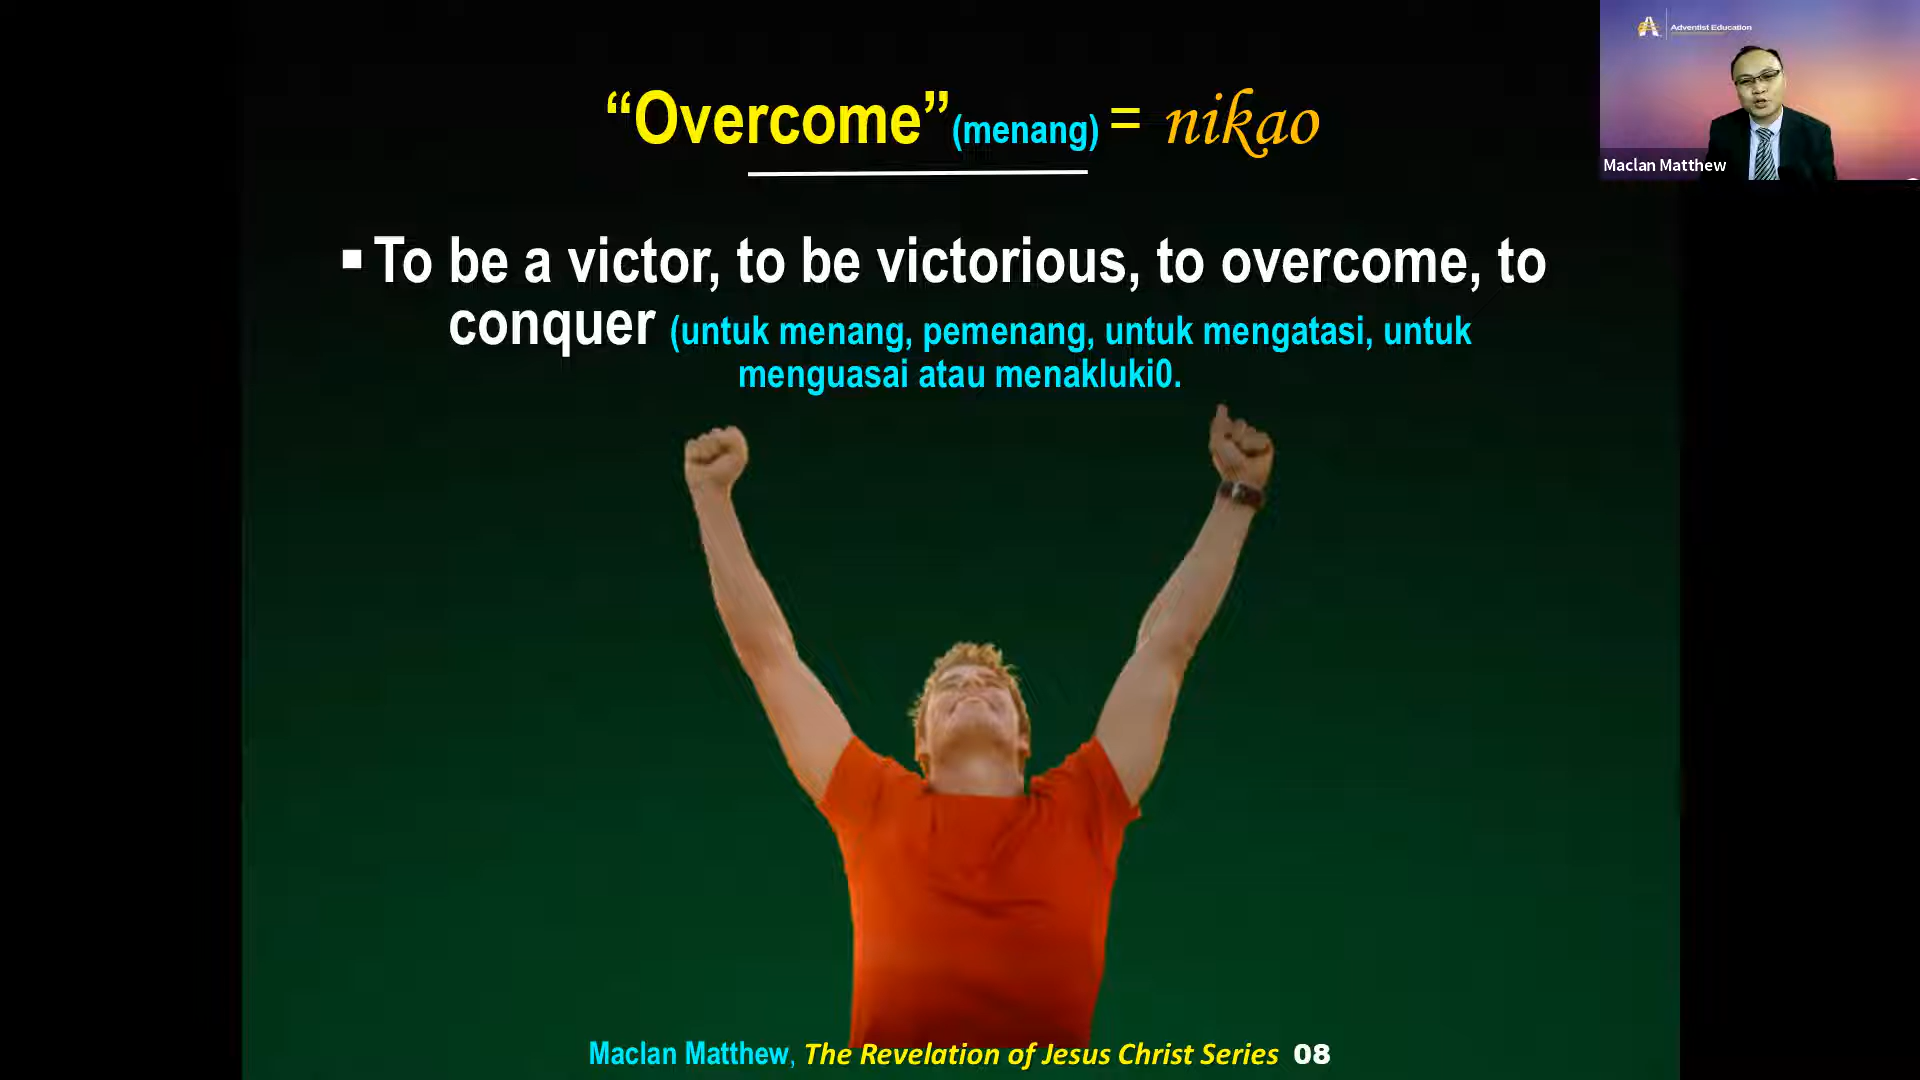 “Overcome” (menang) = nikao
▪ To be a victor, to be victorious, to overcome, to
conquer (untuk menang, pemenang, untuk mengatasi, untuk
menguasai atau menakluki0.
Adventist Education
Maclan Matthew
Maclan Matthew, The Revelation of Jesus Christ Series 08